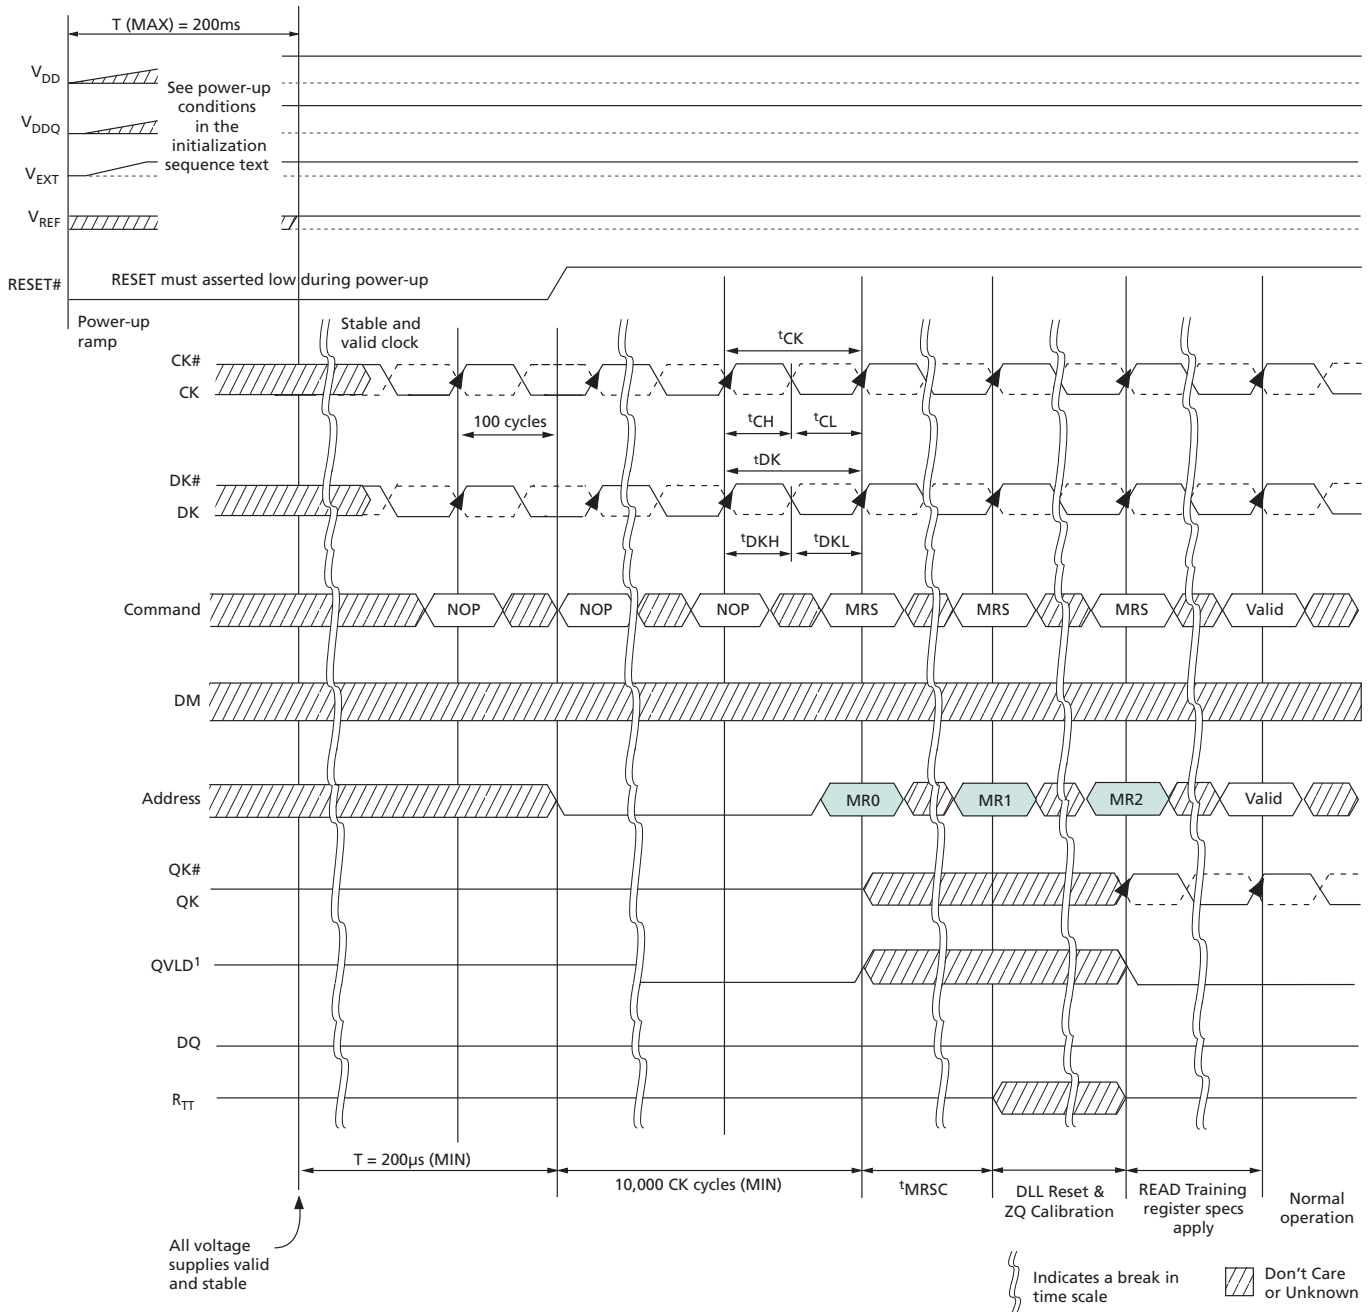 T (MAX) = 200ms
VDD
See power-up
conditions
in the
initialization
sequence text
VDDQ
VEXT
VREF
RESET#
RESET must asserted low during power-up
Power-up
ramp
Stable and
valid clock
tCK
CK#
CK
100 cycles
tCH
tCL
tDK
DK#
DK
tDKH
tDKL
Command
NOP
NOP
NOP
MRS
MRS
MRS
Valid
DM
Address
MR0
MR1
MR2
Valid
QK#
QK
QVLD1
DQ
RTT
T = 200μs (MIN)
10,000 CK cycles (MIN)
tMRSC
DLL Reset &
ZQ Calibration
READ Training
register specs
apply
Normal
operation
All voltage
supplies valid
and stable
Indicates a break in
time scale
Don't Care
or Unknown